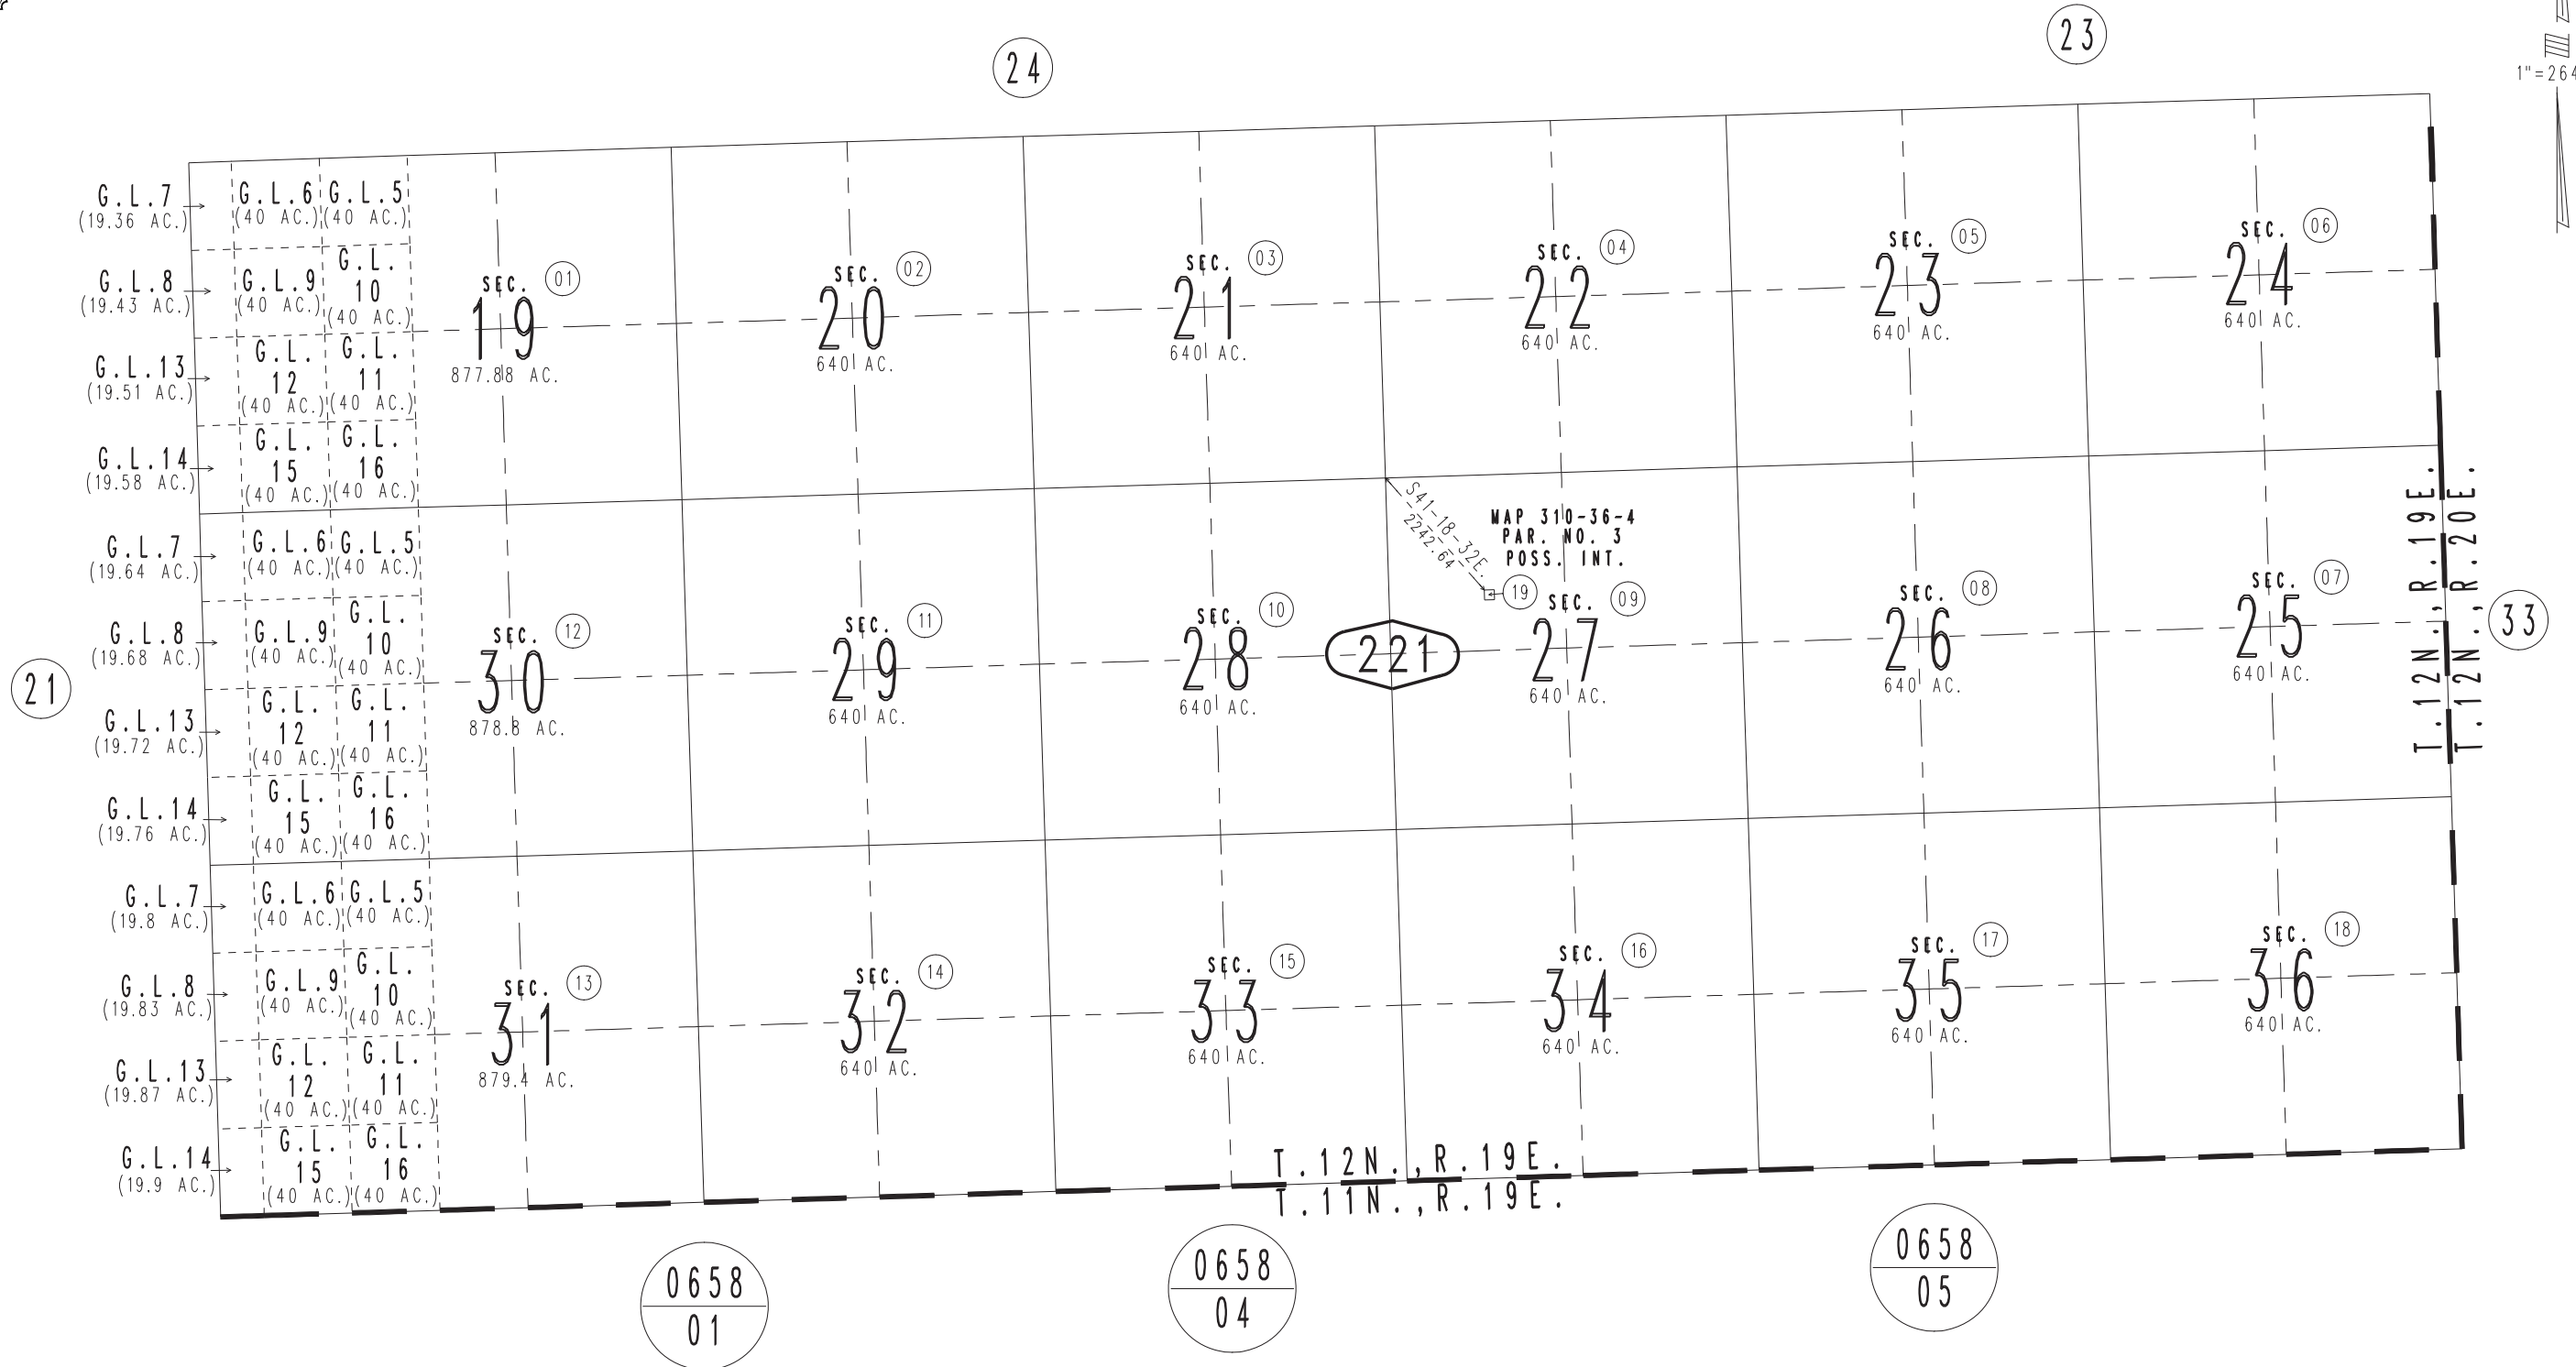 24
23
1"=264
G.L.7
(19.36 AC.)
G.L.6
(40 AC.)
G.L.5
(40 AC.)
G.L.8
(19.43 AC.)
G.L.9
(40 AC.)
G.L.
10
(40 AC.)
G.L.13
(19.51 AC.)
G.L.
12
(40 AC.)
G.L.
11
(40 AC.)
G.L.14
(19.58 AC.)
G.L.
15
(40 AC.)
G.L.
16
(40 AC.)
SEC. 01
19
877.88 AC.
SEC. 02
20
640 AC.
SEC. 03
21
640 AC.
SEC. 04
22
640 AC.
SEC. 05
23
640 AC.
SEC. 06
24
640 AC.
G.L.7
(19.64 AC.)
G.L.6
(40 AC.)
G.L.5
(40 AC.)
G.L.8
(19.68 AC.)
G.L.9
(40 AC.)
G.L.
10
(40 AC.)
21
G.L.13
(19.72 AC.)
G.L.
12
(40 AC.)
G.L.
11
(40 AC.)
G.L.14
(19.76 AC.)
G.L.
15
(40 AC.)
G.L.
16
(40 AC.)
SEC. 12
30
878.8 AC.
SEC. 11
29
640 AC.
SEC. 10
28
640 AC.
221
S41-18-32E.
2242.64
MAP 310-36-4
PAR. NO. 3
POSS. INT.
19
SEC. 09
27
640 AC.
SEC. 08
26
640 AC.
SEC. 07
25
640 AC.
T.12N.,R.19E.
T.12N.,R.20E.
33
G.L.7
(19.8 AC.)
G.L.6
(40 AC.)
G.L.5
(40 AC.)
G.L.8
(19.83 AC.)
G.L.9
(40 AC.)
G.L.
10
(40 AC.)
G.L.13
(19.87 AC.)
G.L.
12
(40 AC.)
G.L.
11
(40 AC.)
G.L.14
(19.9 AC.)
G.L.
15
(40 AC.)
G.L.
16
(40 AC.)
SEC. 13
31
879.4 AC.
SEC. 14
32
640 AC.
SEC. 15
33
640 AC.
SEC. 16
34
640 AC.
SEC. 17
35
640 AC.
SEC. 18
36
640 AC.
T.12N.,R.19E.
T.11N.,R.19E.
0658
01
0658
04
0658
05